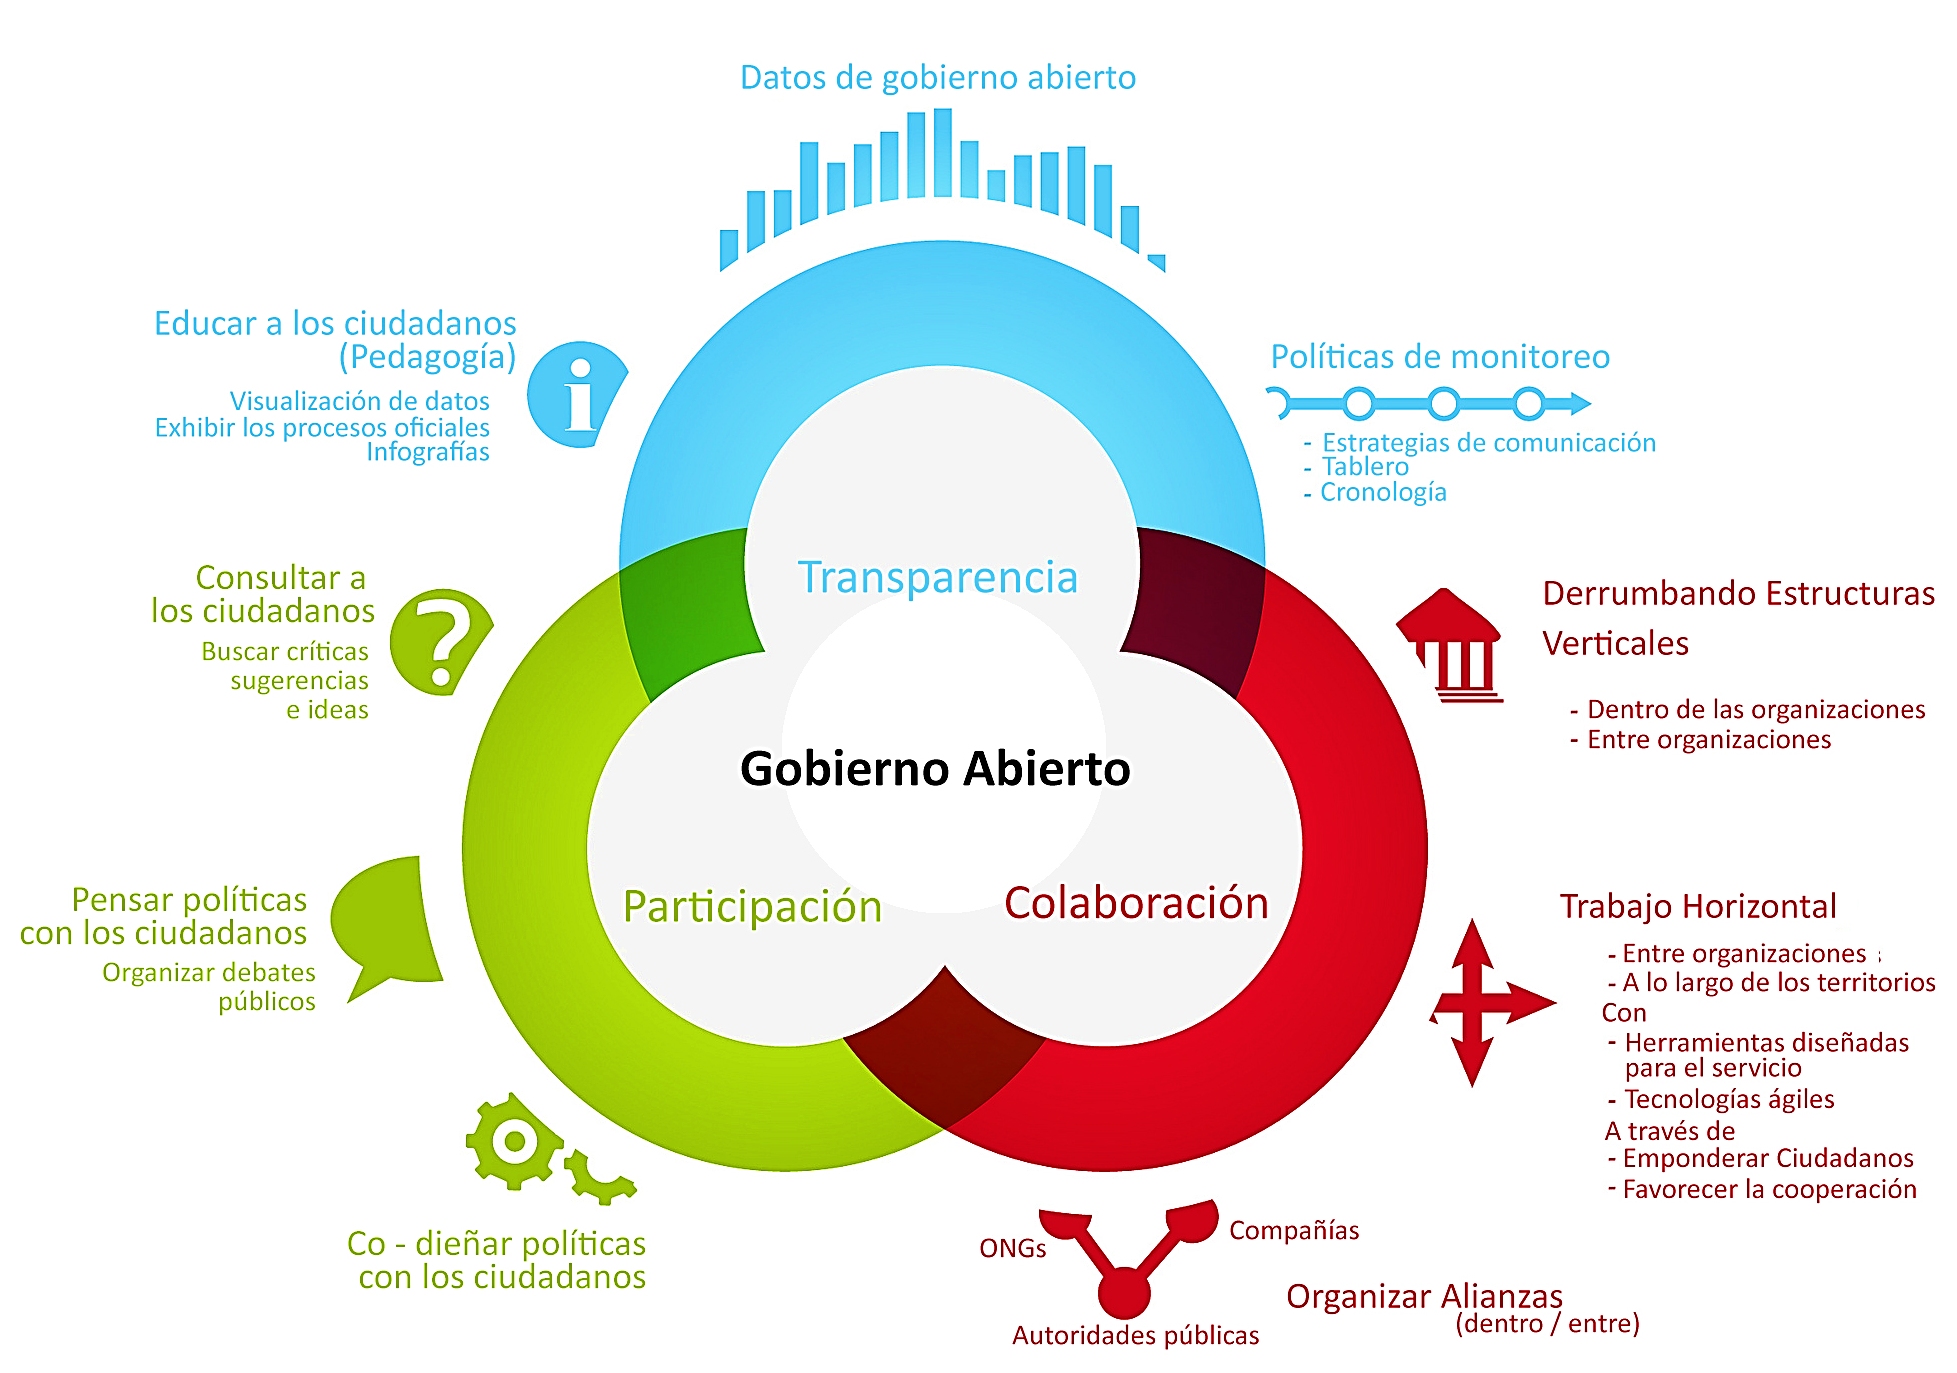 Datos de gobierno abierto
Educar a los ciudadanos
(Pedagogía)
Visualización de datos
Exhibir los procesos oficiales
Infografías
Políticas de monitoreo
- Estrategias de comunicación
- Tablero
- Cronología
Transparencia
Consultar a
los ciudadanos
Buscar críticas
sugerencias
e ideas
Derrumbando Estructuras
Verticales
- Dentro de las organizaciones
- Entre organizaciones
Gobierno Abierto
Participación
Colaboración
Pensar políticas
con los ciudadanos
Organizar debates
públicos
Trabajo Horizontal
- Entre organizaciones
- A lo largo de los territorios
Con
- Herramientas diseñadas
para el servicio
- Tecnologías ágiles
A través de
- Emponderar Ciudadanos
- Favorecer la cooperación
Co - dieñar políticas
con los ciudadanos
ONGs
Compañías
Autoridades públicas
Organizar Alianzas
(dentro / entre)